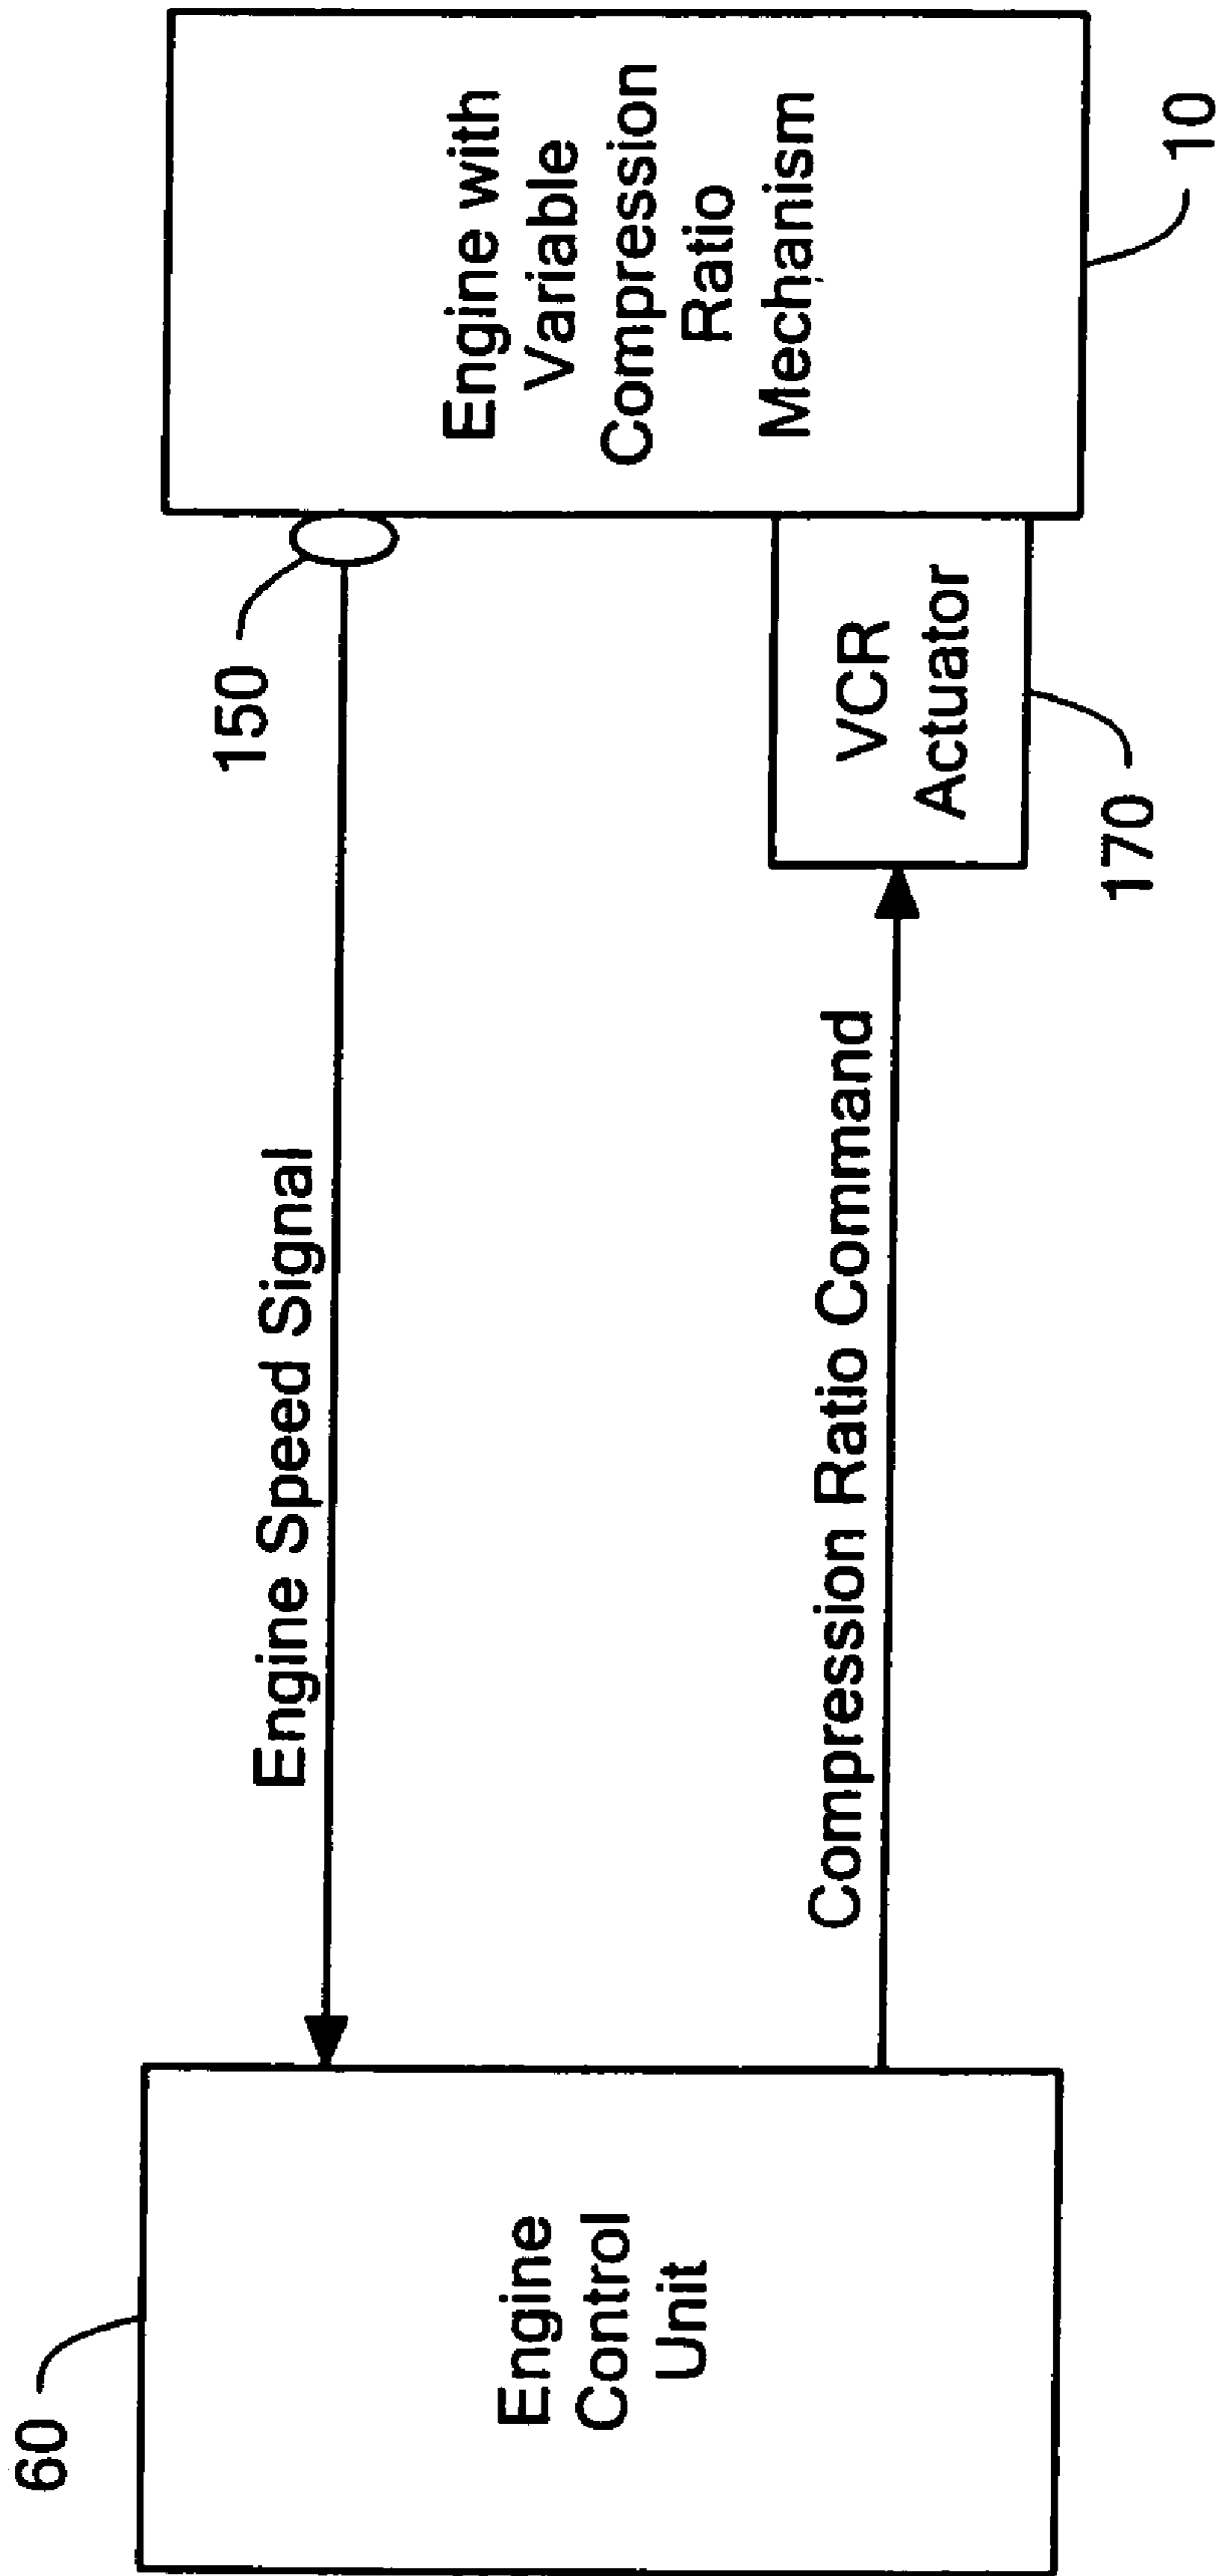 60
Engine
Control
Unit
Engine Speed Signal
Compression Ratio Command
150
VCR
Actuator
170
Engine with
Variable
Compression
Ratio
Mechanism
10